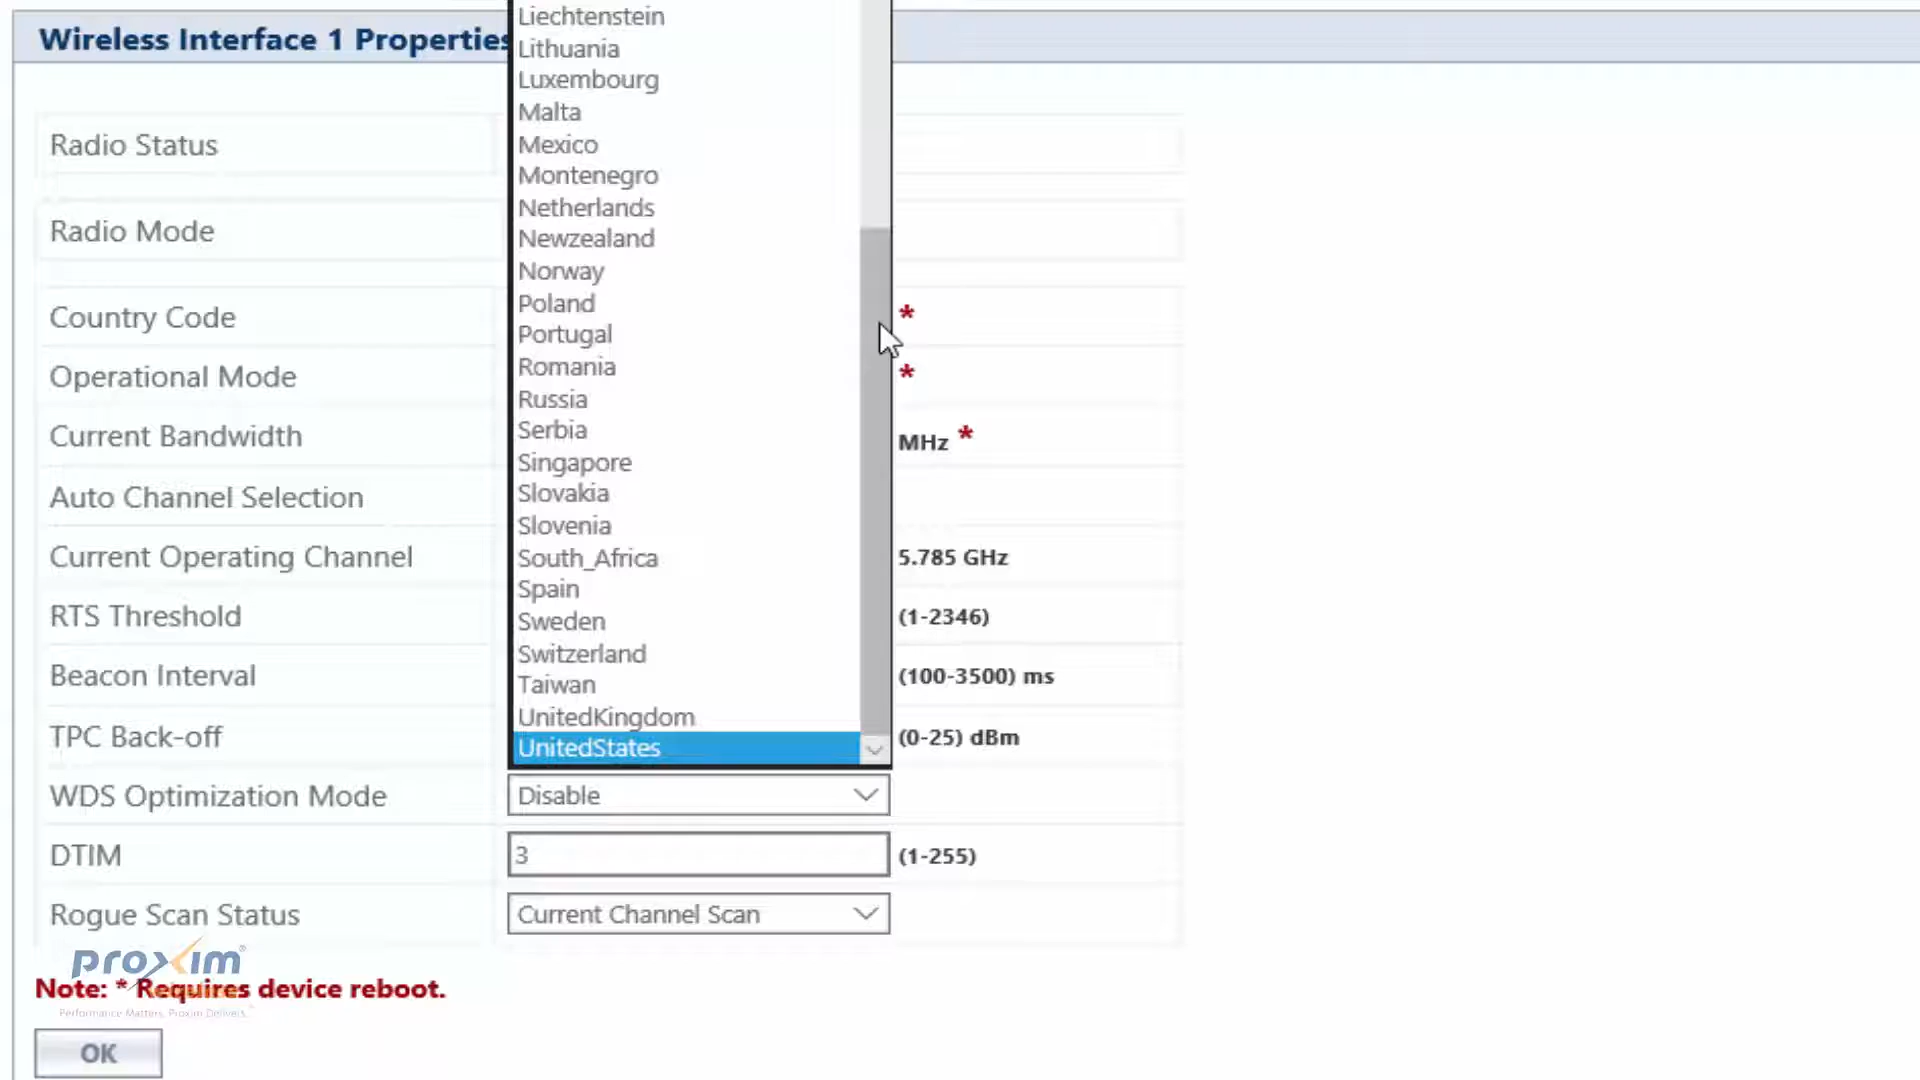 Wireless Interface 1 Properties
Liechtenstein
Lithuania
Luxembourg
Malta
Mexico
Montenegro
Netherlands
Newzealand
Norway
Poland
Portugal
Romania
Russia
Serbia
Singapore
Slovakia
Slovenia
South_Africa
Spain
Sweden
Switzerland
Taiwan
UnitedKingdom
UnitedStates
Radio Status
Radio Mode
Country Code *
Operational Mode *
Current Bandwidth MHz *
Auto Channel Selection
Current Operating Channel 5.785 GHz
RTS Threshold (1-2346)
Beacon Interval (100-3500) ms
TPC Back-off (0-25) dBm
WDS Optimization Mode Disable
DTIM 3 (1-255)
Rogue Scan Status Current Channel Scan
proxim®
Note: * Requires device reboot.
Performance Matters. Proxim Delivers.
OK